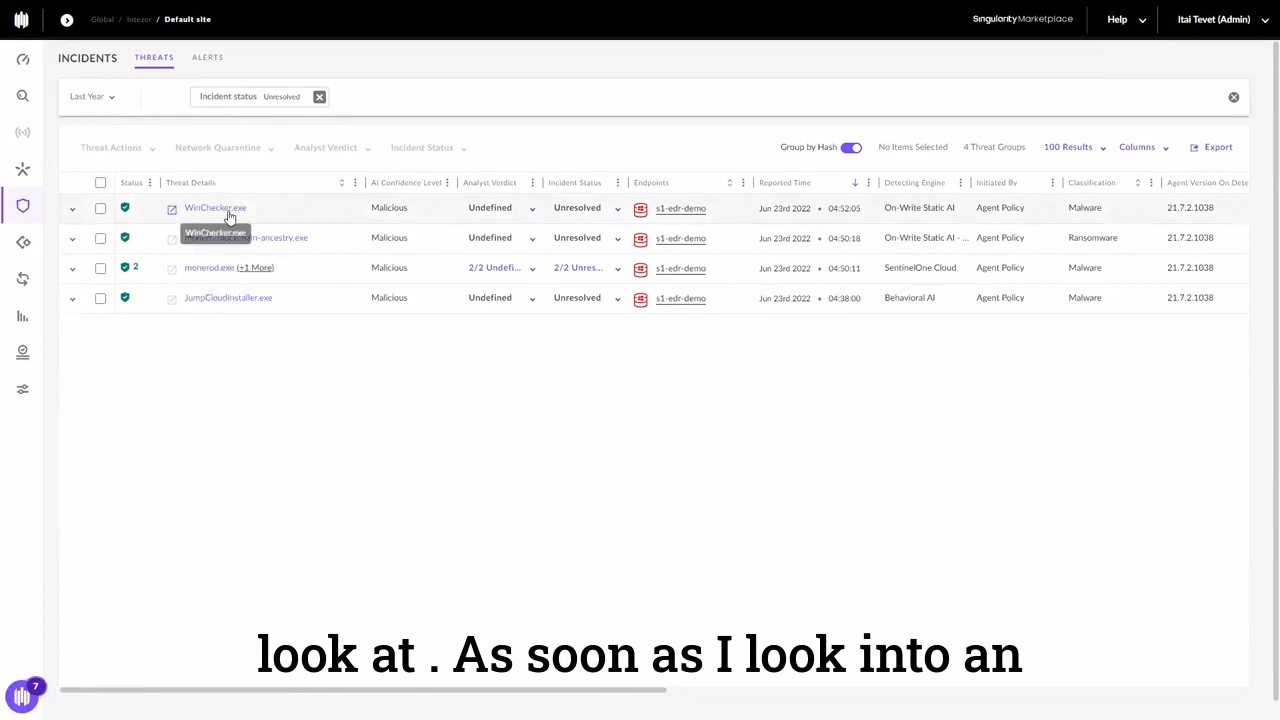 Global / Intezer / Default site
Singularity Marketplace
Help
Itai Tevet (Admin)
INCIDENTS THREATS ALERTS
Last Year
Incident status Unresolved
Threat Actions Network Quarantine Analyst Verdict Incident Status
Group by Hash No Items Selected 4 Threat Groups 100 Results Columns Export
Status Threat Details AI Confidence Level Analyst Verdict Incident Status Endpoints Reported Time Detecting Engine Initiated By Classification Agent Version On Dete
WinChecker.exe Malicious Undefined Unresolved s1-edr-demo Jun 23rd 2022 • 04:52:05 On-Write Static AI Agent Policy Malware 21.7.2.1038
WinChecker.exe
-ancestry.exe Malicious Undefined Unresolved s1-edr-demo Jun 23rd 2022 • 04:50:18 On-Write Static AI - ... Agent Policy Ransomware 21.7.2.1038
2 monerod.exe (+1 More) Malicious 2/2 Undefi... 2/2 Unres... s1-edr-demo Jun 23rd 2022 • 04:50:11 SentinelOne Cloud Agent Policy Malware 21.7.2.1038
JumpCloudInstaller.exe Malicious Undefined Unresolved s1-edr-demo Jun 23rd 2022 • 04:38:00 Behavioral AI Agent Policy Malware 21.7.2.1038
look at . As soon as I look into an
7